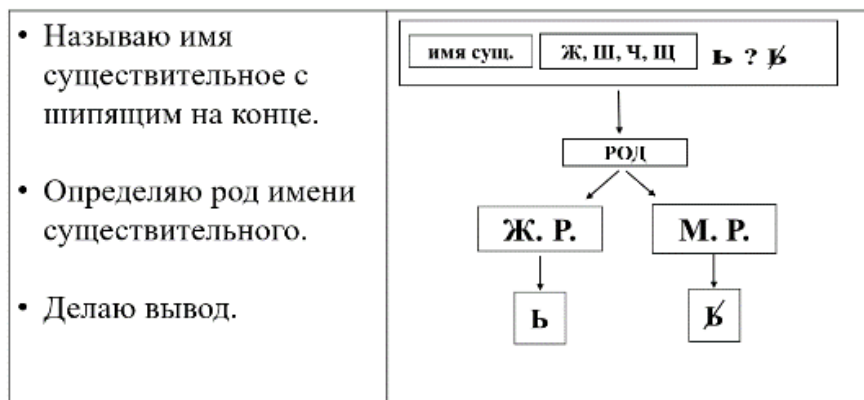 • Называю имя
существительное с
шипящим на конце.
• Определяю род имени
существительного.
• Делаю вывод.
имя сущ. Ж, Ш, Ч, Щ ь ? ь̸
РОД
Ж. Р. М. Р.
Ь Ь̸